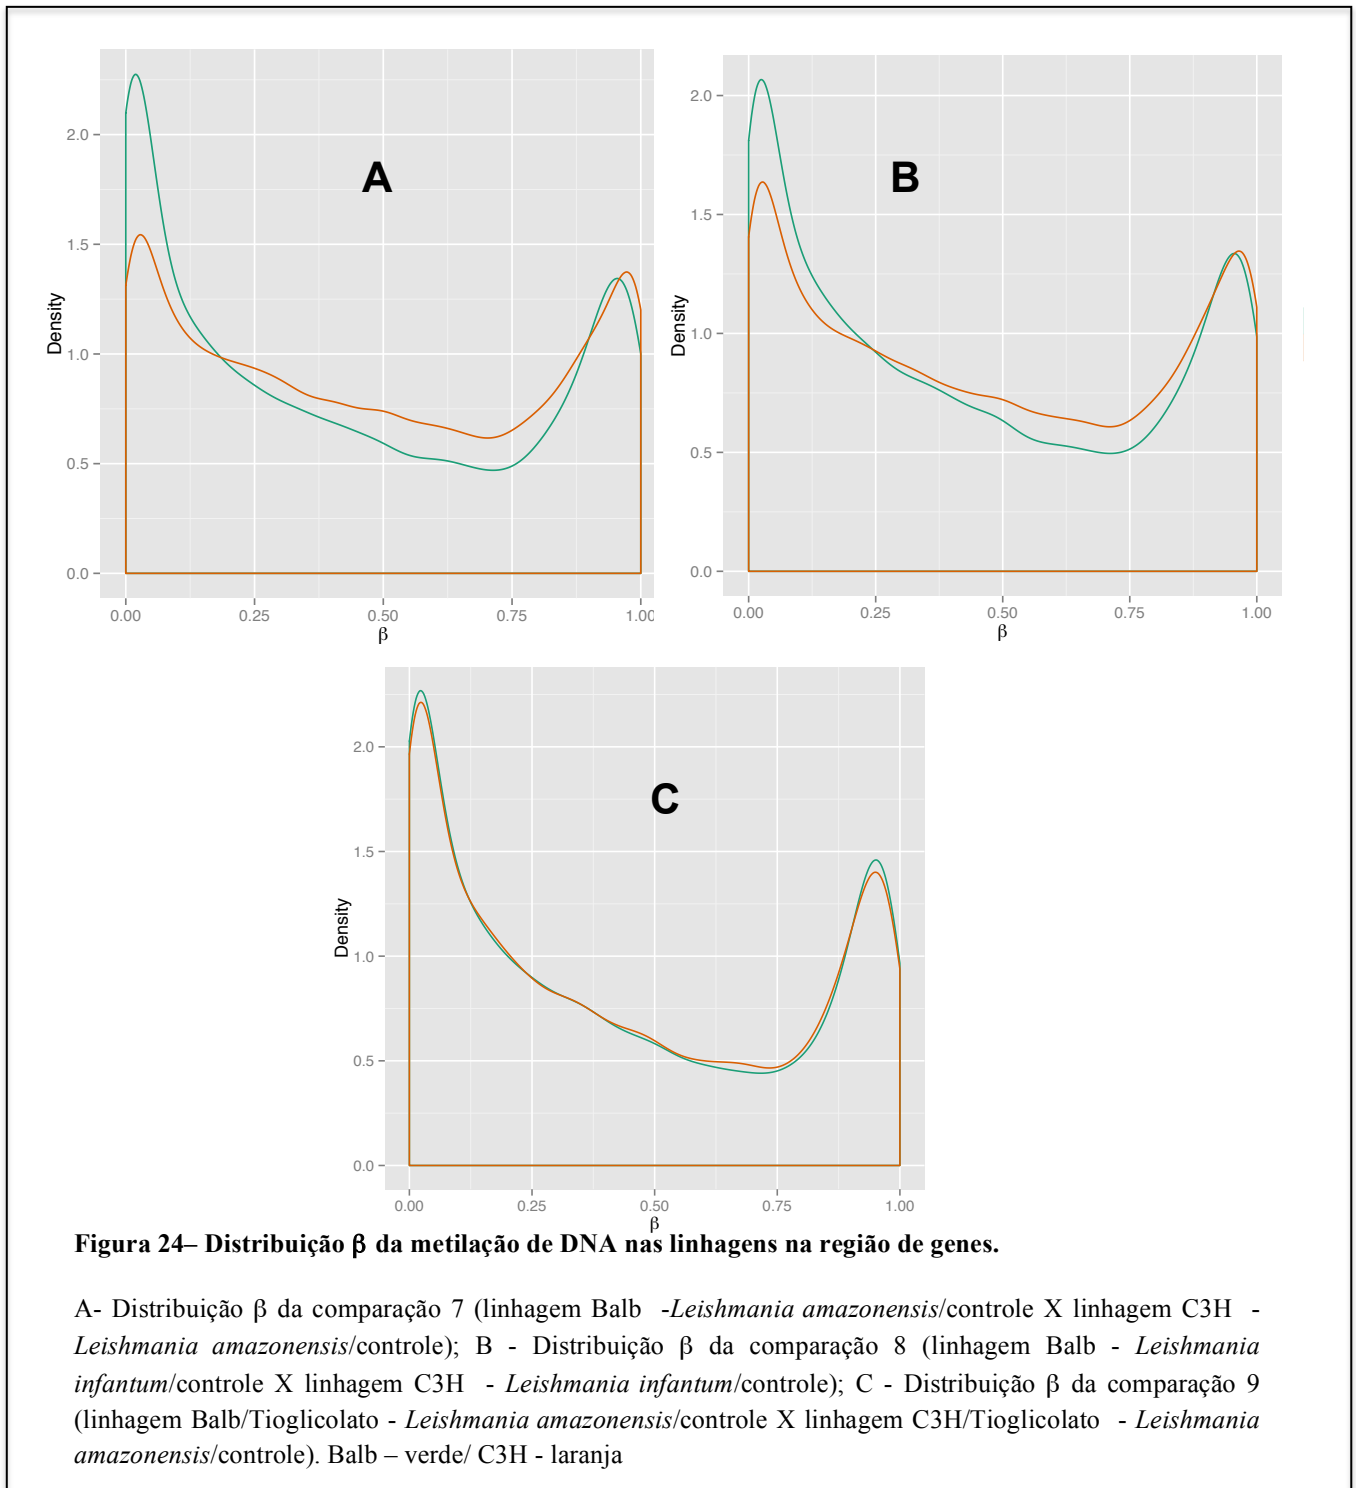 A
2.0
1.5
1.0
0.5
0.0
Density
0.00 0.25 0.50 0.75 1.00
β
B
2.0
1.5
1.0
0.5
0.0
Density
0.00 0.25 0.50 0.75 1.00
β
C
2.0
1.5
1.0
0.5
0.0
Density
0.00 0.25 0.50 0.75 1.00
β
Figura 24– Distribuição β da metilação de DNA nas linhagens na região de genes.
A- Distribuição β da comparação 7 (linhagem Balb -Leishmania amazonensis/controle X linhagem C3H -
Leishmania amazonensis/controle); B - Distribuição β da comparação 8 (linhagem Balb - Leishmania
infantum/controle X linhagem C3H - Leishmania infantum/controle); C - Distribuição β da comparação 9
(linhagem Balb/Tioglicolato - Leishmania amazonensis/controle X linhagem C3H/Tioglicolato - Leishmania
amazonensis/controle). Balb – verde/ C3H - laranja